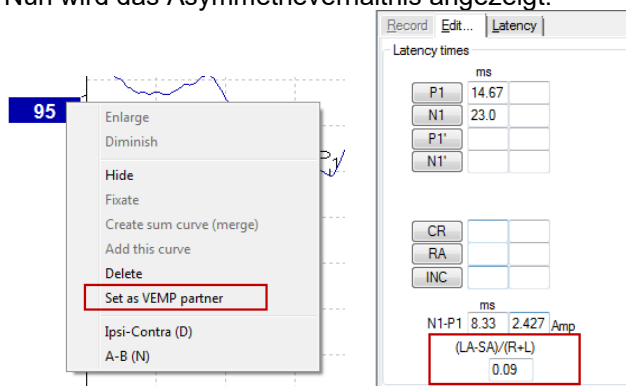 Nun wird das Asymmetrieverhältnis angezeigt.
95
P1
Enlarge
Diminish
Hide
Fixate
Create sum curve (merge)
Add this curve
Delete
Set as VEMP partner
Ipsi-Contra (D)
A-B (N)
Record Edit... Latency
Latency times
ms
P1 14.67
N1 23.0
P1'
N1'
CR
RA
INC
ms
N1-P1 8.33 2.427 Amp
(LA-SA)/(R+L)
0.09